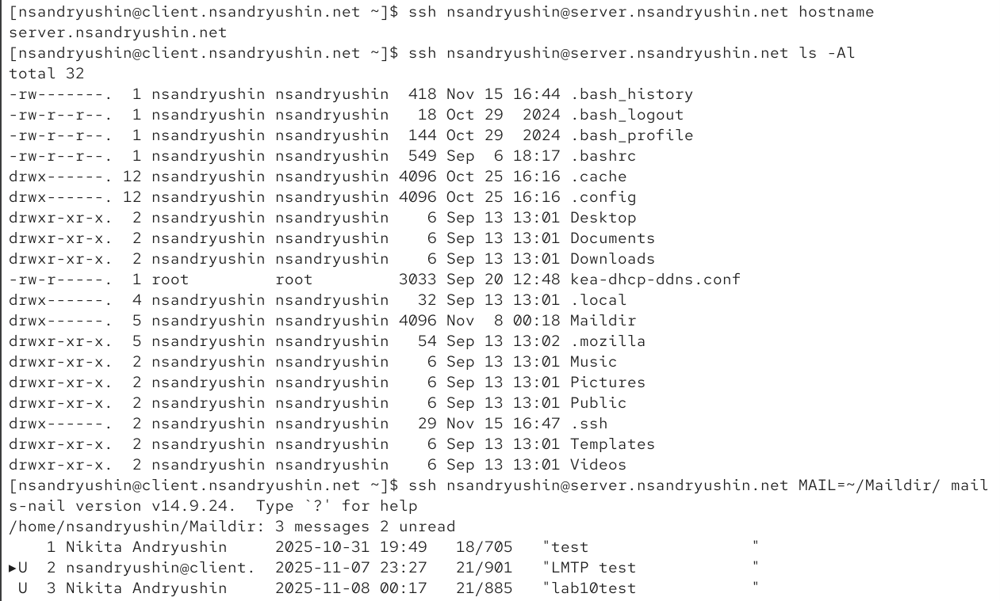 [nsandryushin@client.nsandryushin.net ~]$ ssh nsandryushin@server.nsandryushin.net hostname
server.nsandryushin.net
[nsandryushin@client.nsandryushin.net ~]$ ssh nsandryushin@server.nsandryushin.net ls -Al
total 32
-rw-------.  1 nsandryushin nsandryushin  418 Nov 15 16:44 .bash_history
-rw-r--r--.  1 nsandryushin nsandryushin   18 Oct 29  2024 .bash_logout
-rw-r--r--.  1 nsandryushin nsandryushin  144 Oct 29  2024 .bash_profile
-rw-r--r--.  1 nsandryushin nsandryushin  549 Sep  6 18:17 .bashrc
drwx------. 12 nsandryushin nsandryushin 4096 Oct 25 16:16 .cache
drwx------. 12 nsandryushin nsandryushin 4096 Oct 25 16:16 .config
drwxr-xr-x.  2 nsandryushin nsandryushin    6 Sep 13 13:01 Desktop
drwxr-xr-x.  2 nsandryushin nsandryushin    6 Sep 13 13:01 Documents
drwxr-xr-x.  2 nsandryushin nsandryushin    6 Sep 13 13:01 Downloads
-rw-r-----.  1 root         root         3033 Sep 20 12:48 kea-dhcp-ddns.conf
drwx------.  4 nsandryushin nsandryushin   32 Sep 13 13:01 .local
drwx------.  5 nsandryushin nsandryushin 4096 Nov  8 00:18 Maildir
drwxr-xr-x.  5 nsandryushin nsandryushin   54 Sep 13 13:02 .mozilla
drwxr-xr-x.  2 nsandryushin nsandryushin    6 Sep 13 13:01 Music
drwxr-xr-x.  2 nsandryushin nsandryushin    6 Sep 13 13:01 Pictures
drwxr-xr-x.  2 nsandryushin nsandryushin    6 Sep 13 13:01 Public
drwx------.  2 nsandryushin nsandryushin   29 Nov 15 16:47 .ssh
drwxr-xr-x.  2 nsandryushin nsandryushin    6 Sep 13 13:01 Templates
drwxr-xr-x.  2 nsandryushin nsandryushin    6 Sep 13 13:01 Videos
[nsandryushin@client.nsandryushin.net ~]$ ssh nsandryushin@server.nsandryushin.net MAIL=~/Maildir/ mail
s-nail version v14.9.24.  Type `?' for help
/home/nsandryushin/Maildir: 3 messages 2 unread
    1 Nikita Andryushin     2025-10-31 19:49   18/705   "test                 "
▸U  2 nsandryushin@client.  2025-11-07 23:27   21/901   "LMTP test            "
 U  3 Nikita Andryushin     2025-11-08 00:17   21/885   "lab10test            "